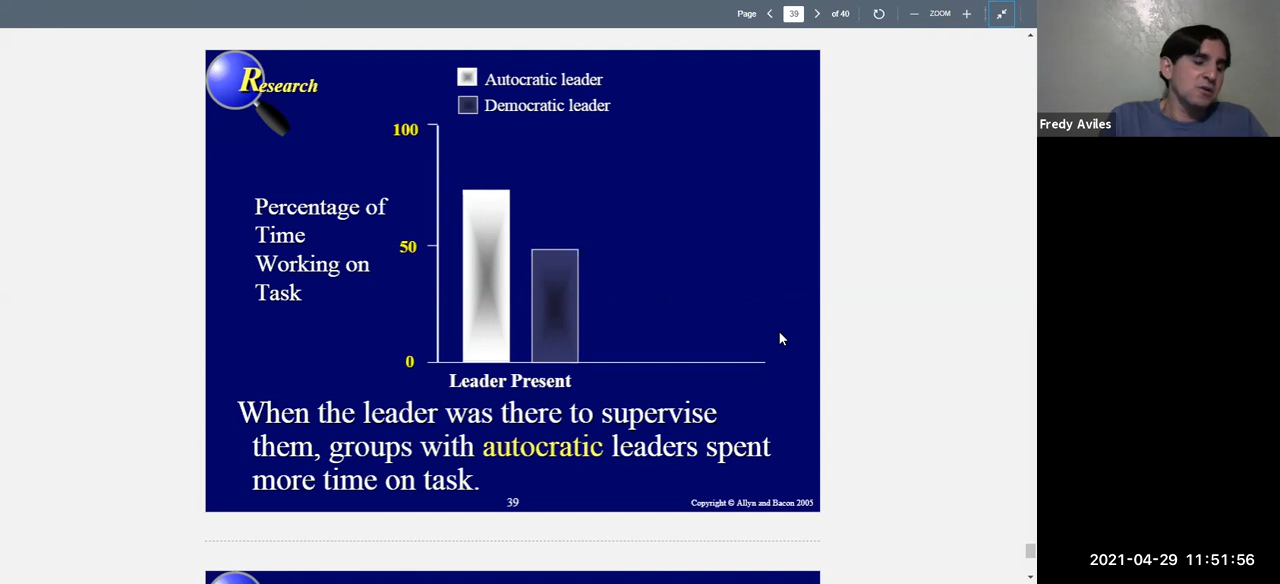 Page 39 of 40 ZOOM
Research
Autocratic leader
Democratic leader
100
Percentage of
Time
50
Working on
Task
0
Leader Present
When the leader was there to supervise
them, groups with autocratic leaders spent
more time on task.
39
Copyright © Allyn and Bacon 2005
Fredy Aviles
2021-04-29 11:51:56